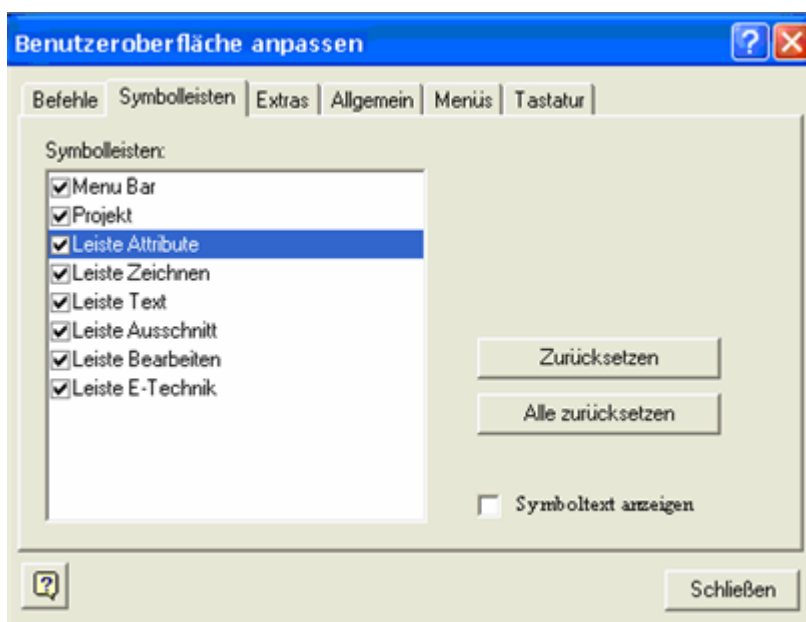 Benutzeroberfläche anpassen
Befehle Symbolleisten Extras Allgemein Menüs Tastatur
Symbolleisten:
Menu Bar
Projekt
Leiste Attribute
Leiste Zeichnen
Leiste Text
Leiste Ausschnitt
Leiste Bearbeiten
Leiste E-Technik
Zurücksetzen
Alle zurücksetzen
Symboltext anzeigen
Schließen